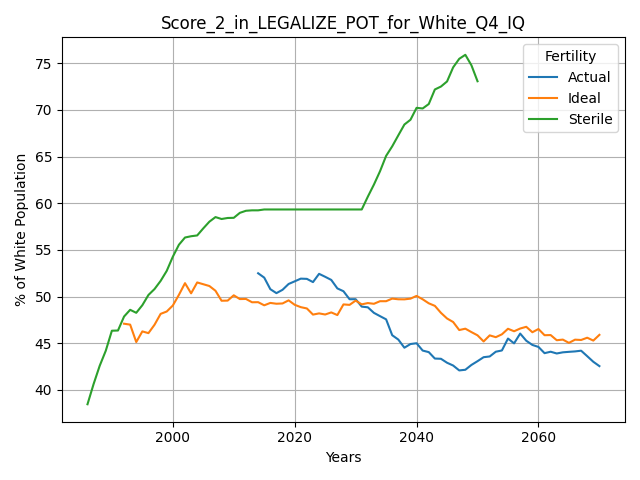 Score_2_in_LEGALIZE_POT_for_White_Q4_IQ
% of White Population
75
70
65
60
55
50
45
40
Fertility
Actual
Ideal
Sterile
2000
2020
2040
2060
Years